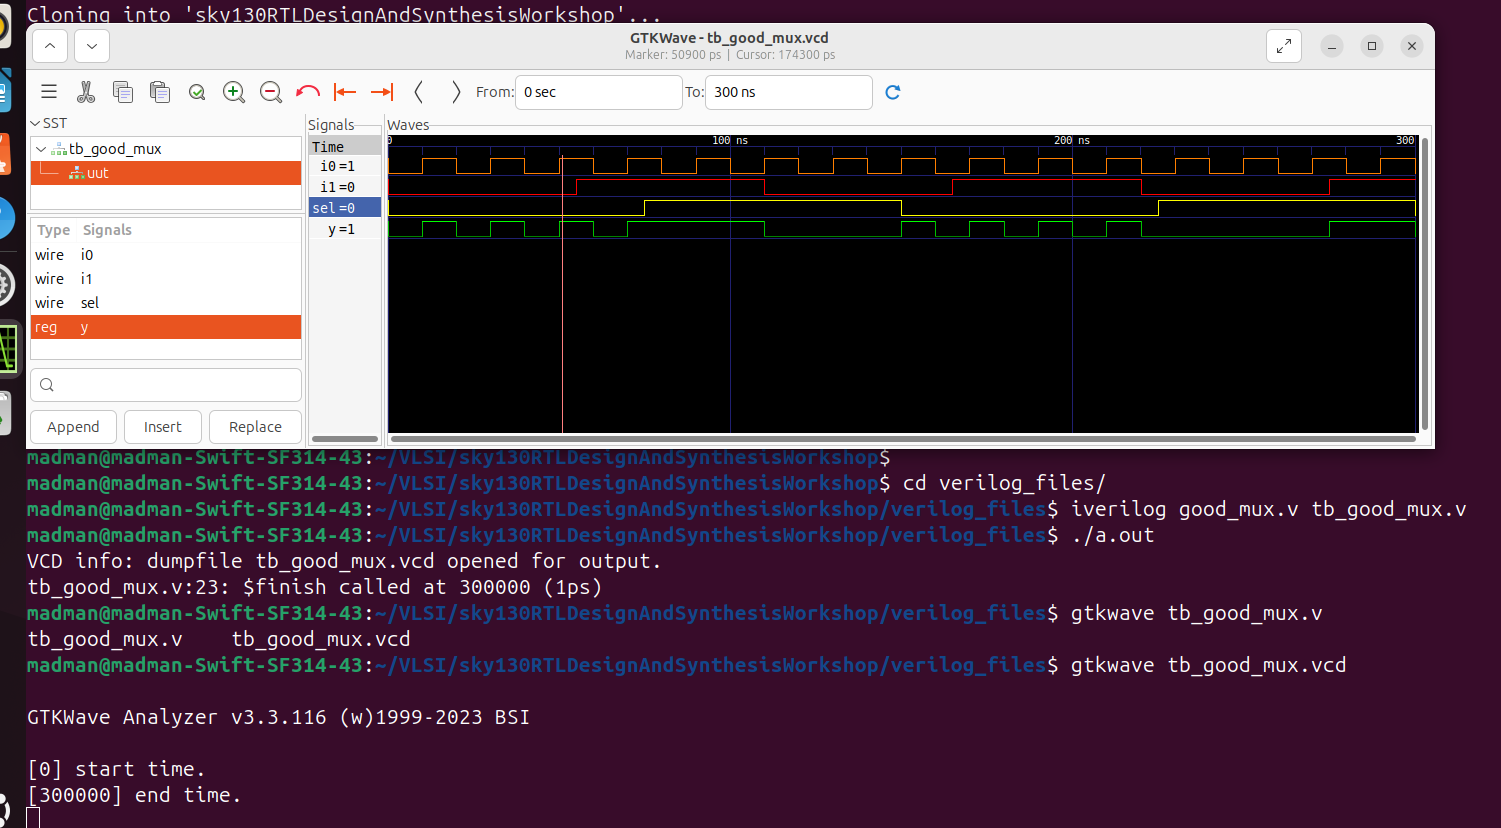 Cloning into 'sky130RTLDesignAndSynthesisWorkshop'...
GTKWave - tb_good_mux.vcd
Marker: 50900 ps | Cursor: 174300 ps
From: 0 sec To: 300 ns
SST
tb_good_mux
uut
Type Signals
wire i0
wire i1
wire sel
reg y
Append Insert Replace
Signals
Time
i0 =1
i1 =0
sel =0
y =1
Waves
0 100 ns 200 ns 300
madman@madman-Swift-SF314-43:~/VLSI/sky130RTLDesignAndSynthesisWorkshop$
madman@madman-Swift-SF314-43:~/VLSI/sky130RTLDesignAndSynthesisWorkshop$ cd verilog_files/
madman@madman-Swift-SF314-43:~/VLSI/sky130RTLDesignAndSynthesisWorkshop/verilog_files$ iverilog good_mux.v tb_good_mux.v
madman@madman-Swift-SF314-43:~/VLSI/sky130RTLDesignAndSynthesisWorkshop/verilog_files$ ./a.out
VCD info: dumpfile tb_good_mux.vcd opened for output.
tb_good_mux.v:23: $finish called at 300000 (1ps)
madman@madman-Swift-SF314-43:~/VLSI/sky130RTLDesignAndSynthesisWorkshop/verilog_files$ gtkwave tb_good_mux.v
tb_good_mux.v tb_good_mux.vcd
madman@madman-Swift-SF314-43:~/VLSI/sky130RTLDesignAndSynthesisWorkshop/verilog_files$ gtkwave tb_good_mux.vcd
GTKWave Analyzer v3.3.116 (w)1999-2023 BSI
[0] start time.
[300000] end time.